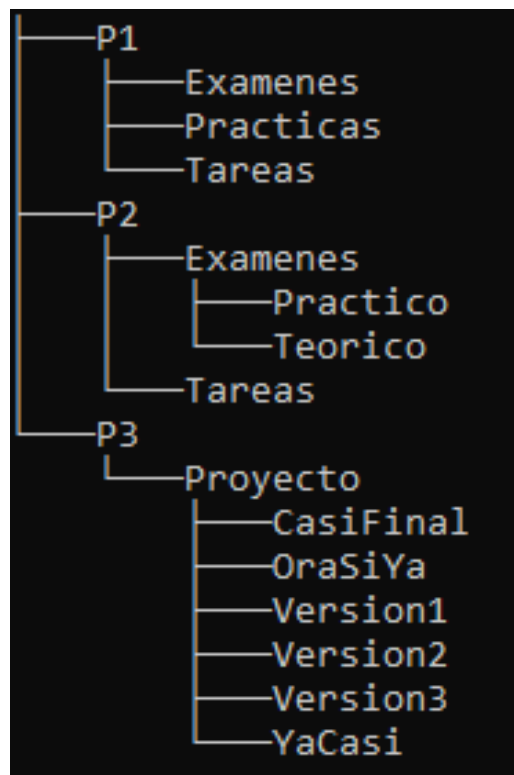 P1
Examenes
Practicas
Tareas
P2
Examenes
Practico
Teorico
Tareas
P3
Proyecto
CasiFinal
OraSiYa
Version1
Version2
Version3
YaCasi